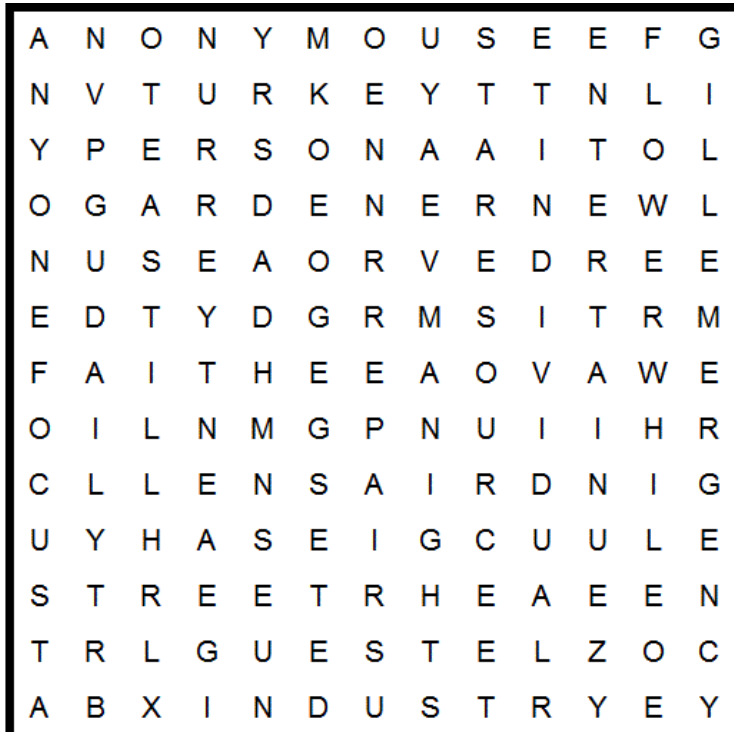 A N O N Y M O U S E E F G
N V T U R K E Y T T N L I
Y P E R S O N A A I T O L
O G A R D E N E R N E W L
N U S E A O R V E D R E E
E D T Y D G R M S I T R M
F A I T H E E A O V A W E
O I L N M G P N U I I H R
C L L E N S A I R D N I G
U Y H A S E I G C U U L E
S T R E E T R H E A E E N
T R L G U E S T E L Z O C
A B X I N D U S T R Y E Y